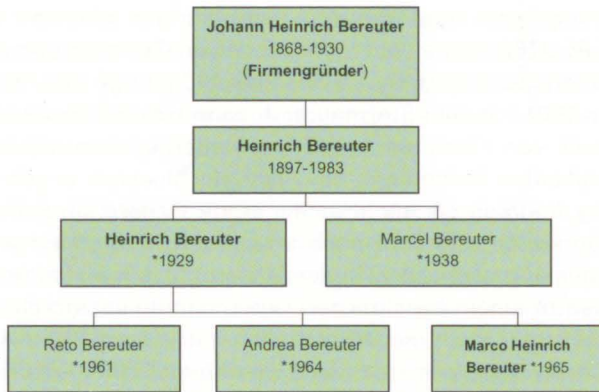 Johann Heinrich Bereuter
1868-1930
(Firmengründer)
Heinrich Bereuter
1897-1983
Heinrich Bereuter
*1929
Marcel Bereuter
*1938
Reto Bereuter
*1961
Andrea Bereuter
*1964
Marco Heinrich
Bereuter *1965